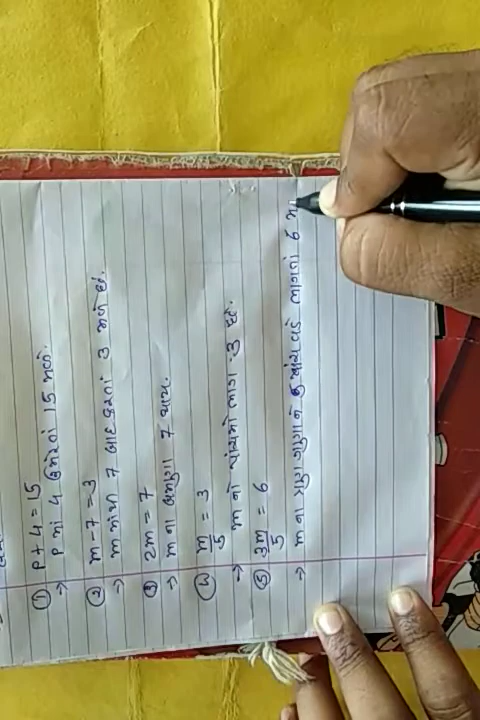 ① P + 4 = 15
→ P માં 4 ઉમેરતાં 15 મળે.
② m - 7 = 3
→ m માંથી 7 બાદ કરતાં 3 મળે છે.
③ 2m = 7
→ m ના બમણા 7 થાય.
④ m/5 = 3
→ m નો પાંચમો ભાગ 3 છે.
⑤ 3m/5 = 6
→ m ના ત્રણ ગણાને પાંચ વડે ભાગતાં 6 મ